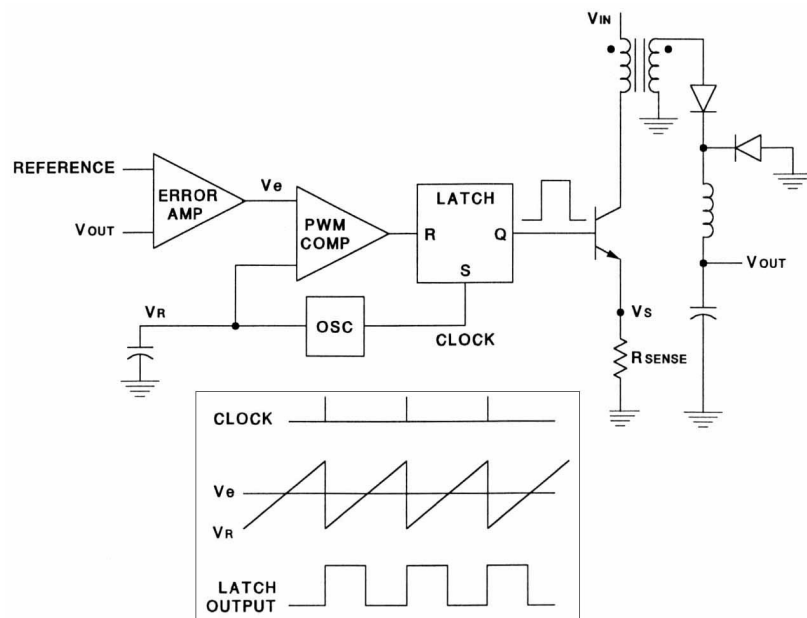 VIN
REFERENCE
ERROR
AMP
Ve
VOUT
PWM
COMP
LATCH
R
Q
S
VOUT
VR
OSC
CLOCK
VS
RSENSE
CLOCK
Ve
VR
LATCH
OUTPUT